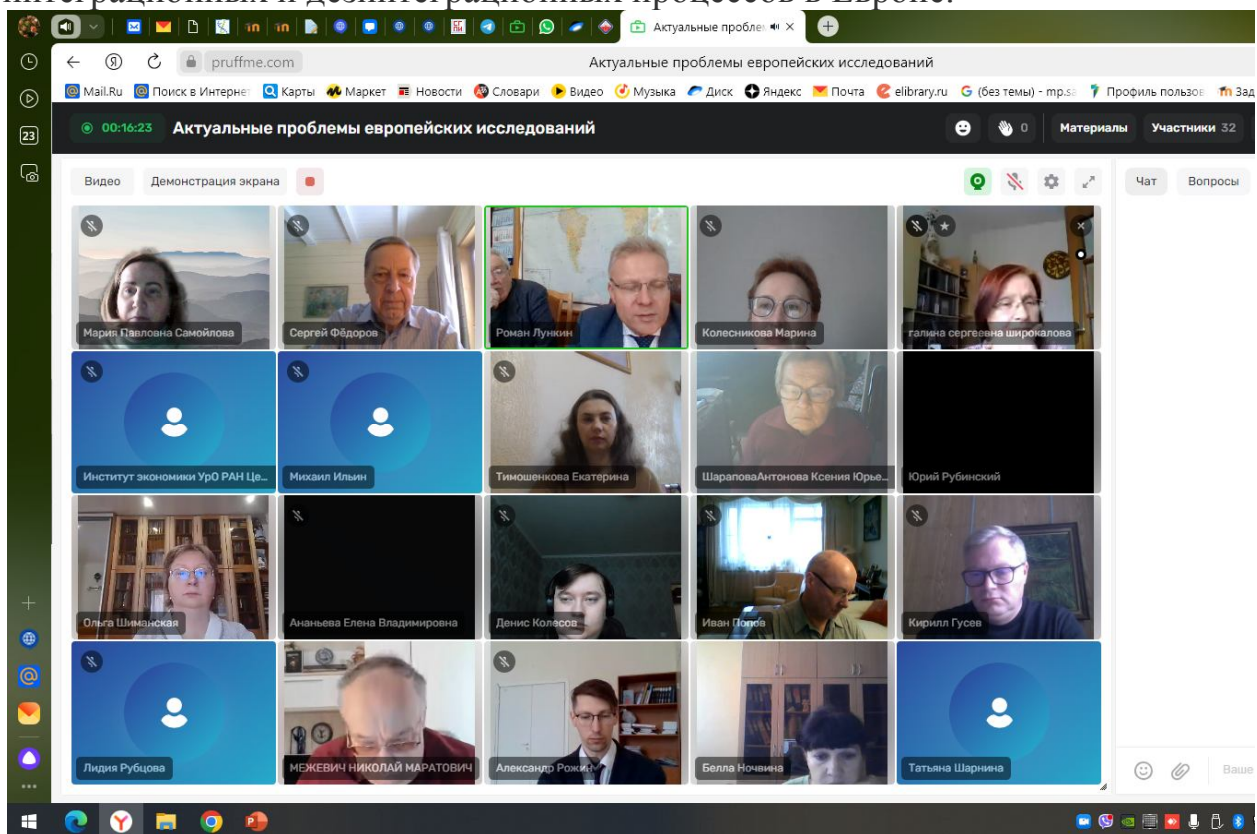 интеграционных и дезинтеграционных процессов в Европе.
Актуальные проблем
pruffme.com
Актуальные проблемы европейских исследований
Mail.Ru Поиск в Интернет Карты Маркет Новости Словари Видео Музыка Диск Яндекс Почта elibrary.ru (без темы) - mp.sa Профиль пользов Зад
23
00:16:23 Актуальные проблемы европейских исследований 0 Материалы Участники 32
Видео Демонстрация экрана Чат Вопросы
Мария Павловна Самойлова Сергей Фёдоров Роман Лункин Колесникова Марина галина сергеевна широкалова
Институт экономики УрО РАН Це... Михаил Ильин Тимошенкова Екатерина ШараповаАнтонова Ксения Юрье... Юрий Рубинский
Ольга Шиманская Ананьева Елена Владимировна Денис Колесов Иван Попов Кирилл Гусев
Лидия Рубцова МЕЖЕВИЧ НИКОЛАЙ МАРАТОВИЧ Александр Рожин Белла Ночвина Татьяна Шарнина
Ваше